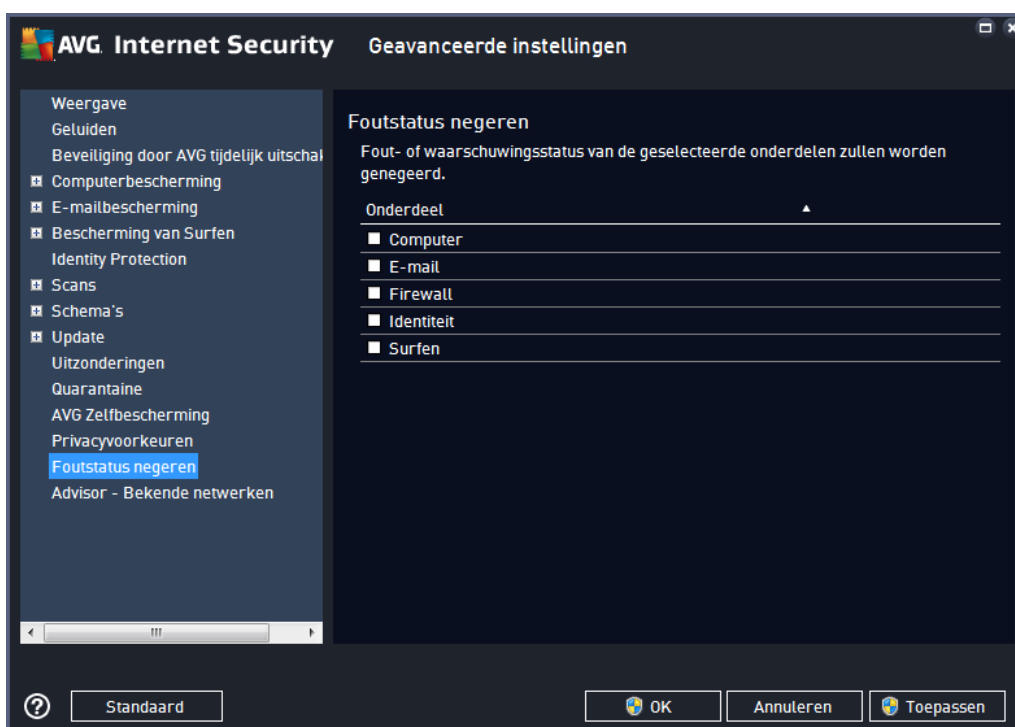 AVG. Internet Security Geavanceerde instellingen
Weergave
Geluiden
Beveiliging door AVG tijdelijk uitschak
Computerbescherming
E-mailbescherming
Bescherming van Surfen
Identity Protection
Scans
Schema's
Update
Uitzonderingen
Quarantaine
AVG Zelfbescherming
Privacyvoorkeuren
Foutstatus negeren
Advisor - Bekende netwerken
Foutstatus negeren
Fout- of waarschuwingsstatus van de geselecteerde onderdelen zullen worden
genegeerd.
Onderdeel
Computer
E-mail
Firewall
Identiteit
Surfen
Standaard
OK
Annuleren
Toepassen